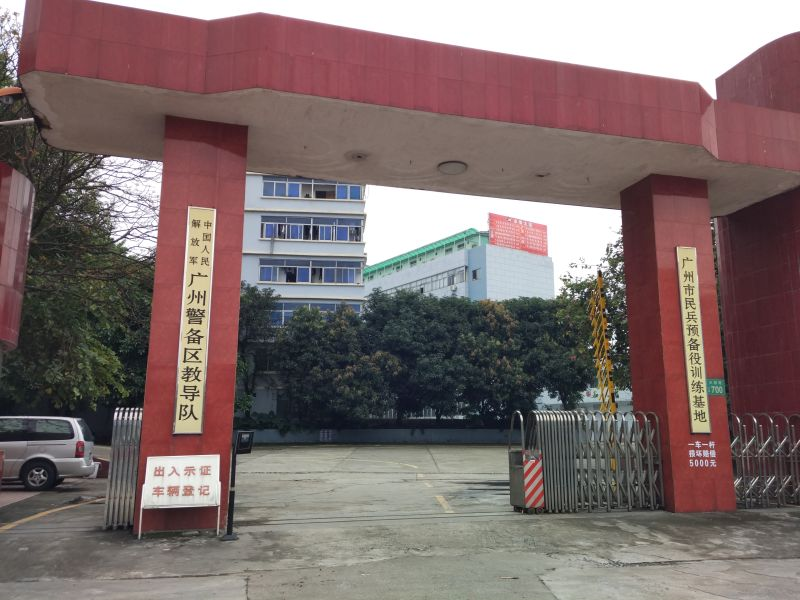 中国人民
解放军
广州警备区教导队
广州市民兵预备役训练基地
700
出入示证
车辆登记
一车一杆
损坏赔偿
5000元